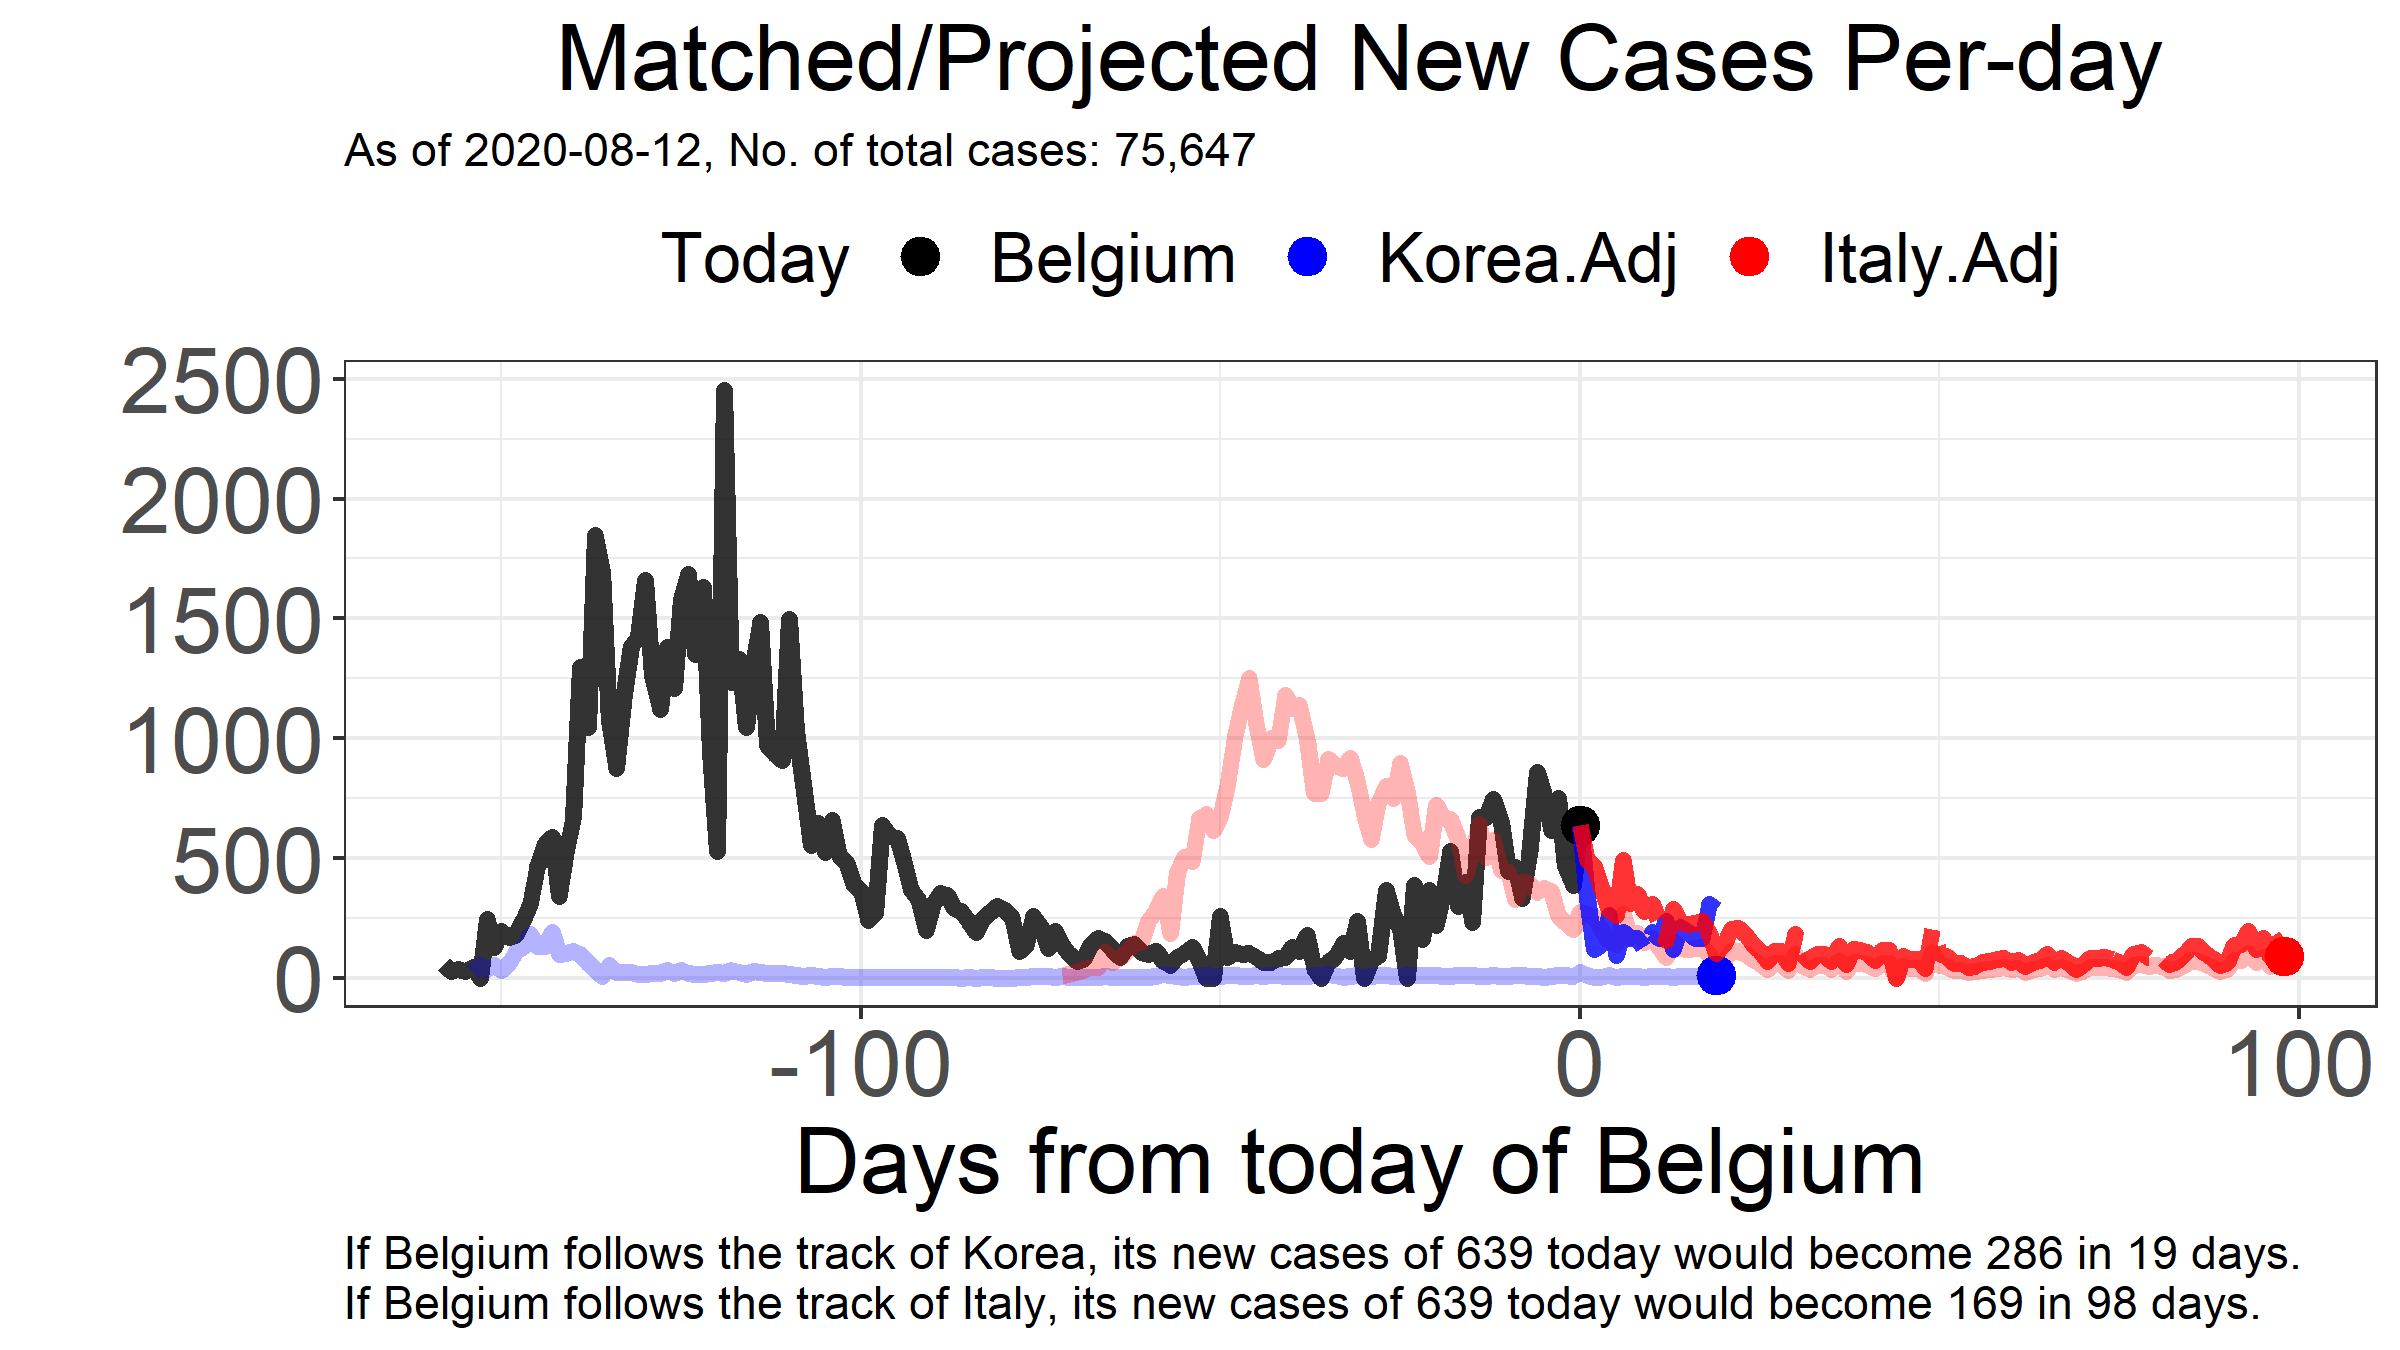 Matched/Projected New Cases Per-day
As of 2020-08-12, No. of total cases: 75,647
Today Belgium Korea.Adj Italy.Adj
2500
2000
1500
1000
500
0
-100 0 100
Days from today of Belgium
If Belgium follows the track of Korea, its new cases of 639 today would become 286 in 19 days.
If Belgium follows the track of Italy, its new cases of 639 today would become 169 in 98 days.